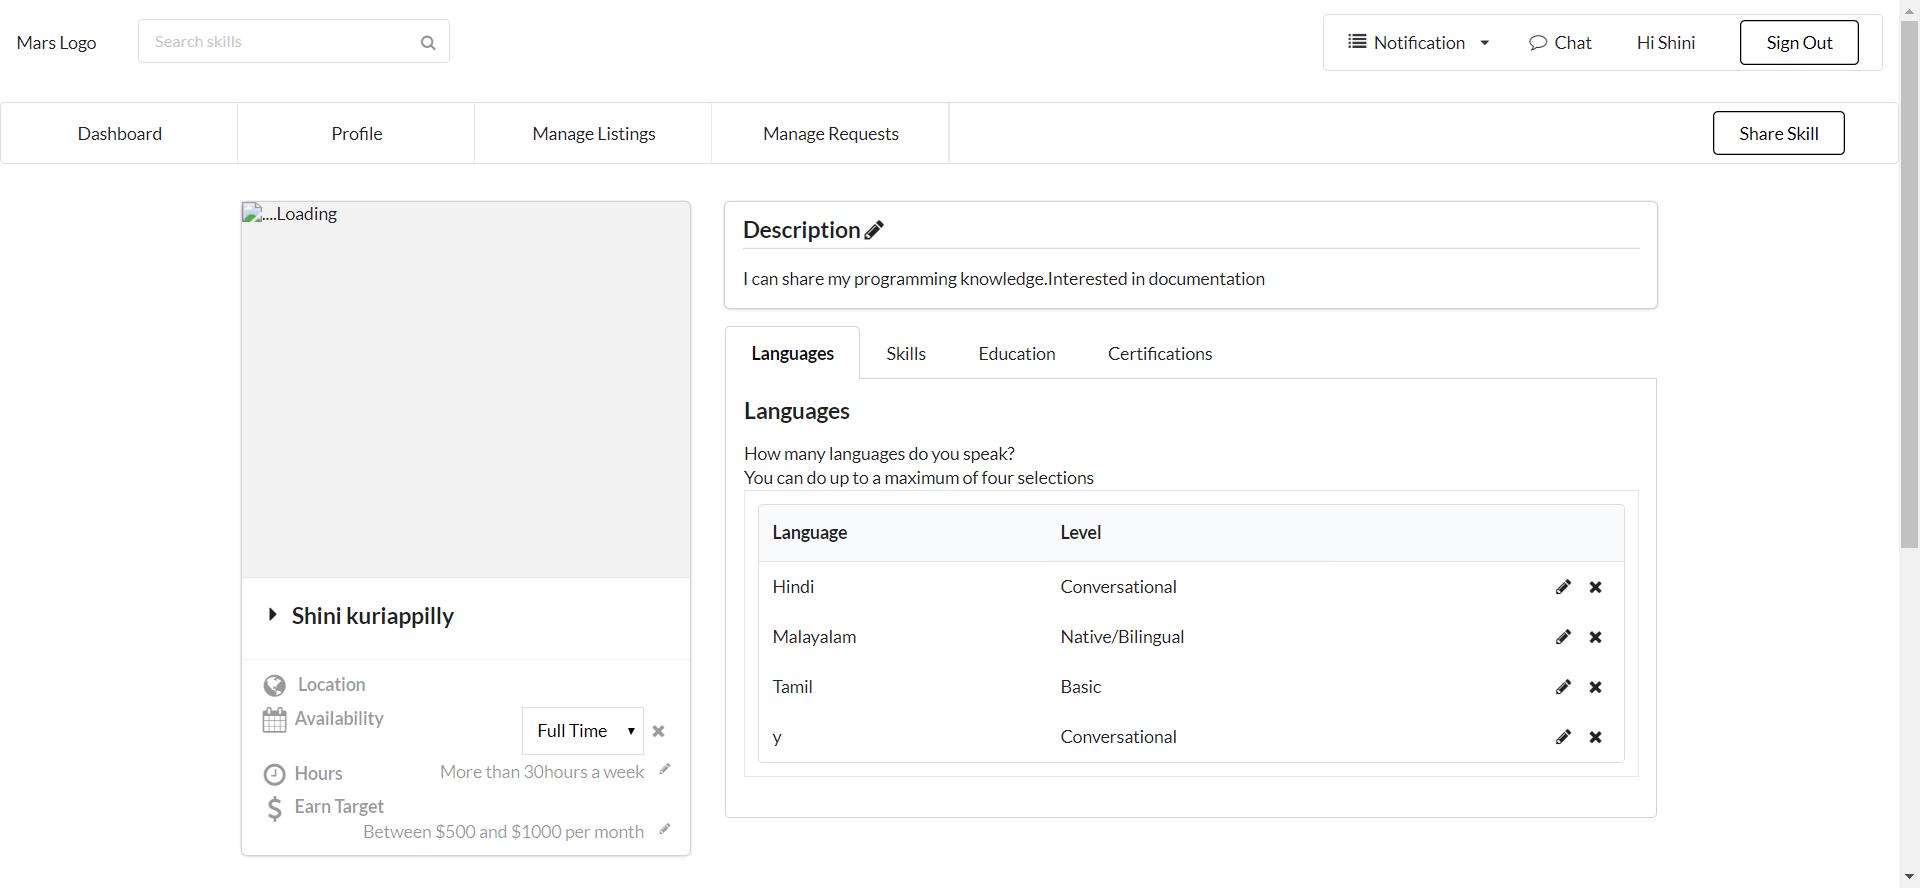 Mars Logo
Search skills
Notification
Chat
Hi Shini
Sign Out
Dashboard
Profile
Manage Listings
Manage Requests
Share Skill
....Loading
Shini kuriappilly
Location
Availability
Full Time
Hours
More than 30hours a week
Earn Target
Between $500 and $1000 per month
Description
I can share my programming knowledge.Interested in documentation
Languages
Skills
Education
Certifications
Languages
How many languages do you speak?
You can do up to a maximum of four selections
Language Level
Hindi Conversational
Malayalam Native/Bilingual
Tamil Basic
y Conversational